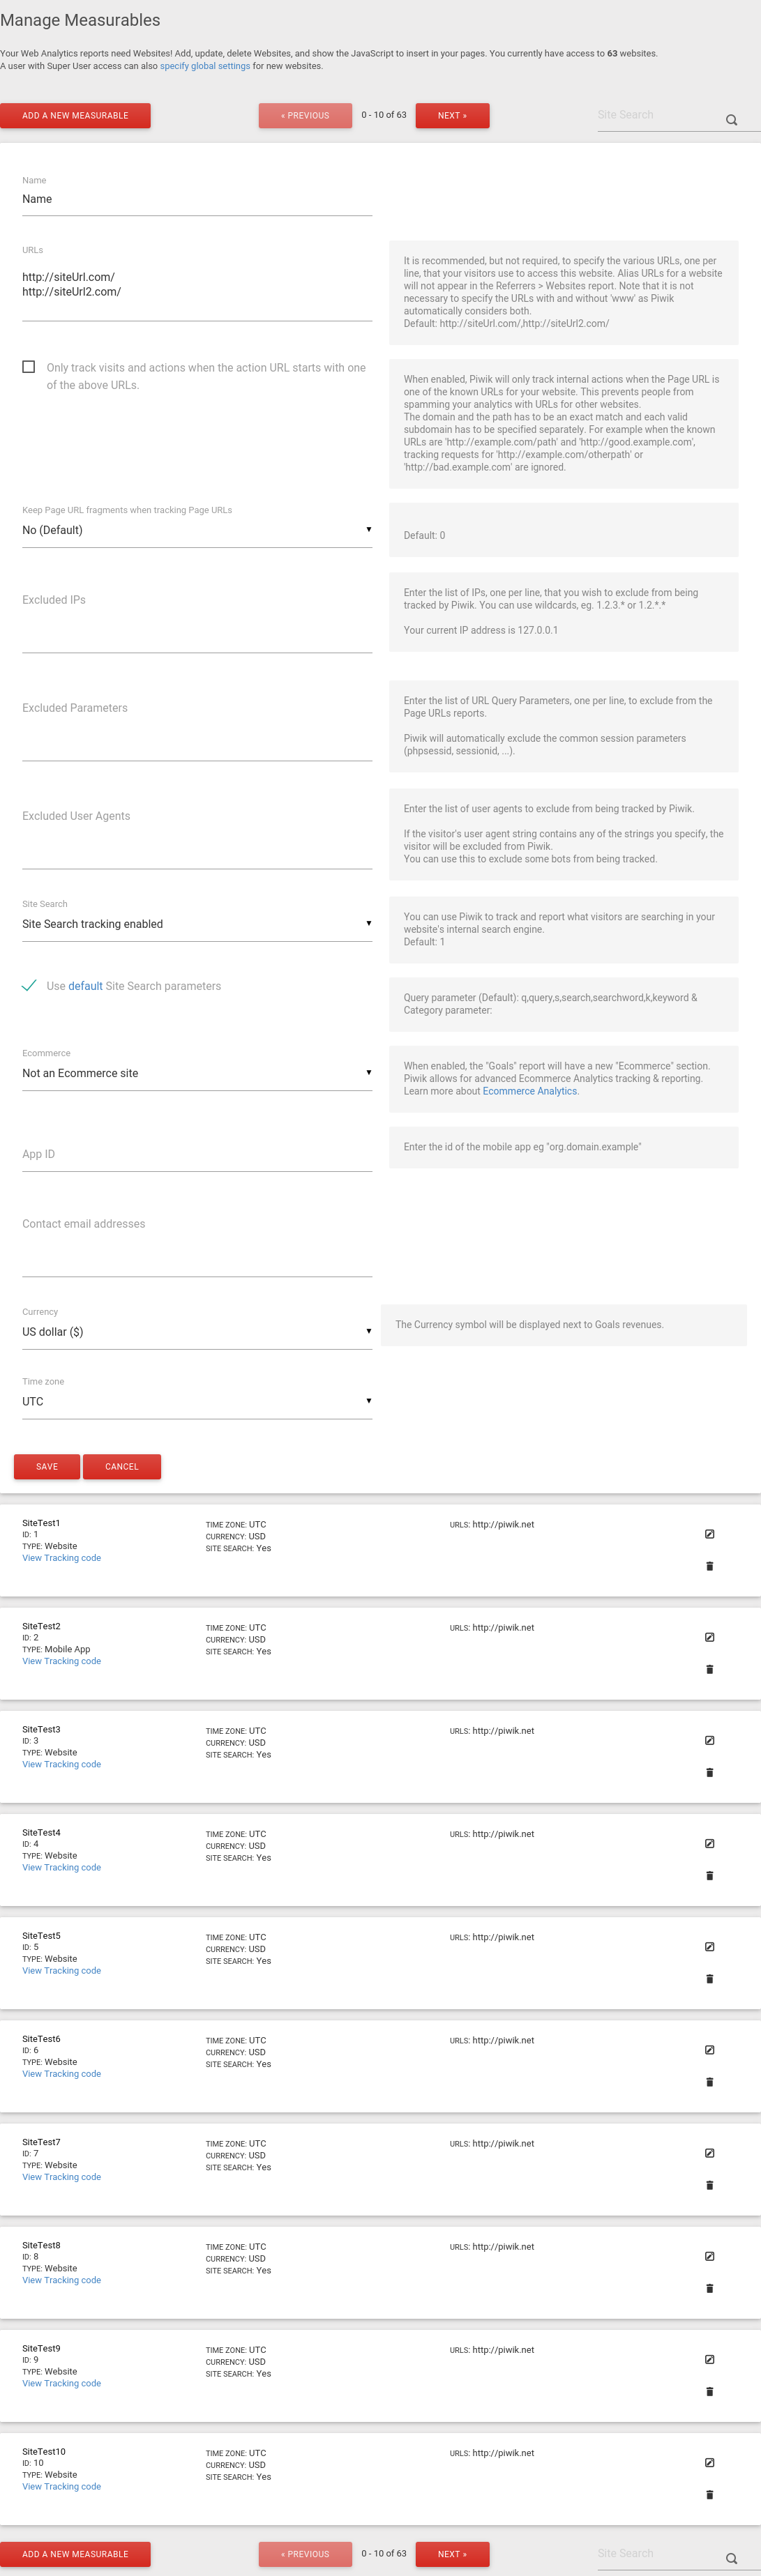 Manage Measurables
Your Web Analytics reports need Websites! Add, update, delete Websites, and show the JavaScript to insert in your pages. You currently have access to 63 websites.
A user with Super User access can also specify global settings for new websites.
ADD A NEW MEASURABLE
« PREVIOUS
0 - 10 of 63
NEXT »
Site Search
Name
Name
URLs
http://siteUrl.com/
http://siteUrl2.com/
It is recommended, but not required, to specify the various URLs, one per
line, that your visitors use to access this website. Alias URLs for a website
will not appear in the Referrers > Websites report. Note that it is not
necessary to specify the URLs with and without 'www' as Piwik
automatically considers both.
Default: http://siteUrl.com/,http://siteUrl2.com/
Only track visits and actions when the action URL starts with one
of the above URLs.
When enabled, Piwik will only track internal actions when the Page URL is
one of the known URLs for your website. This prevents people from
spamming your analytics with URLs for other websites.
The domain and the path has to be an exact match and each valid
subdomain has to be specified separately. For example when the known
URLs are 'http://example.com/path' and 'http://good.example.com',
tracking requests for 'http://example.com/otherpath' or
'http://bad.example.com' are ignored.
Keep Page URL fragments when tracking Page URLs
No (Default)
Default: 0
Excluded IPs
Enter the list of IPs, one per line, that you wish to exclude from being
tracked by Piwik. You can use wildcards, eg. 1.2.3.* or 1.2.*.*
Your current IP address is 127.0.0.1
Excluded Parameters
Enter the list of URL Query Parameters, one per line, to exclude from the
Page URLs reports.
Piwik will automatically exclude the common session parameters
(phpsessid, sessionid, ...).
Excluded User Agents
Enter the list of user agents to exclude from being tracked by Piwik.
If the visitor's user agent string contains any of the strings you specify, the
visitor will be excluded from Piwik.
You can use this to exclude some bots from being tracked.
Site Search
Site Search tracking enabled
You can use Piwik to track and report what visitors are searching in your
website's internal search engine.
Default: 1
Use default Site Search parameters
Query parameter (Default): q,query,s,search,searchword,k,keyword &
Category parameter:
Ecommerce
Not an Ecommerce site
When enabled, the "Goals" report will have a new "Ecommerce" section.
Piwik allows for advanced Ecommerce Analytics tracking & reporting.
Learn more about Ecommerce Analytics.
App ID
Enter the id of the mobile app eg "org.domain.example"
Contact email addresses
Currency
US dollar ($)
The Currency symbol will be displayed next to Goals revenues.
Time zone
UTC
SAVE
CANCEL
SiteTest1
ID: 1
TYPE: Website
View Tracking code
TIME ZONE: UTC
CURRENCY: USD
SITE SEARCH: Yes
URLS: http://piwik.net
SiteTest2
ID: 2
TYPE: Mobile App
View Tracking code
TIME ZONE: UTC
CURRENCY: USD
SITE SEARCH: Yes
URLS: http://piwik.net
SiteTest3
ID: 3
TYPE: Website
View Tracking code
TIME ZONE: UTC
CURRENCY: USD
SITE SEARCH: Yes
URLS: http://piwik.net
SiteTest4
ID: 4
TYPE: Website
View Tracking code
TIME ZONE: UTC
CURRENCY: USD
SITE SEARCH: Yes
URLS: http://piwik.net
SiteTest5
ID: 5
TYPE: Website
View Tracking code
TIME ZONE: UTC
CURRENCY: USD
SITE SEARCH: Yes
URLS: http://piwik.net
SiteTest6
ID: 6
TYPE: Website
View Tracking code
TIME ZONE: UTC
CURRENCY: USD
SITE SEARCH: Yes
URLS: http://piwik.net
SiteTest7
ID: 7
TYPE: Website
View Tracking code
TIME ZONE: UTC
CURRENCY: USD
SITE SEARCH: Yes
URLS: http://piwik.net
SiteTest8
ID: 8
TYPE: Website
View Tracking code
TIME ZONE: UTC
CURRENCY: USD
SITE SEARCH: Yes
URLS: http://piwik.net
SiteTest9
ID: 9
TYPE: Website
View Tracking code
TIME ZONE: UTC
CURRENCY: USD
SITE SEARCH: Yes
URLS: http://piwik.net
SiteTest10
ID: 10
TYPE: Website
View Tracking code
TIME ZONE: UTC
CURRENCY: USD
SITE SEARCH: Yes
URLS: http://piwik.net
ADD A NEW MEASURABLE
« PREVIOUS
0 - 10 of 63
NEXT »
Site Search